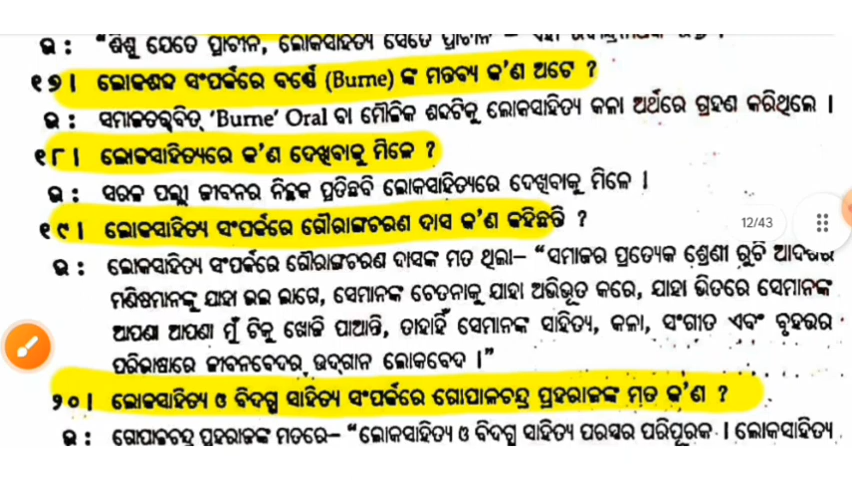 ଉ : “ଶିଶୁ ଯେତେ ପ୍ରାଚୀନ, ଲୋକସାହିତ୍ୟ ସେତେ ପ୍ରାଚୀନ”
୧୭। ଲୋକଶବ୍ଦ ସଂପର୍କରେ ବର୍ଣ୍ଣେ (Burne) ଙ୍କ ମନ୍ତବ୍ୟ କ'ଣ ଅଟେ ?
ଉ : ସମାଜତତ୍ତ୍ୱବିତ୍ ‘Burne’ Oral ବା ମୌଳିକ ଶବ୍ଦଟିକୁ ଲୋକସାହିତ୍ୟ କଳା ଅର୍ଥରେ ଗ୍ରହଣ କରିଥିଲେ ।
୧୮। ଲୋକସାହିତ୍ୟରେ କ'ଣ ଦେଖିବାକୁ ମିଳେ ?
ଉ : ସରଳ ପଲ୍ଲୀ ଜୀବନର ନିଛକ ପ୍ରତିଛବି ଲୋକସାହିତ୍ୟରେ ଦେଖିବାକୁ ମିଳେ ।
୧୯। ଲୋକସାହିତ୍ୟ ସଂପର୍କରେ ଗୌରାଙ୍ଗଚରଣ ଦାସ କ'ଣ କହିଛନ୍ତି ?
12/43
ଉ : ଲୋକସାହିତ୍ୟ ସଂପର୍କରେ ଗୌରାଙ୍ଗଚରଣ ଦାସଙ୍କ ମତ ଥିଲା– “ସମାଜର ପ୍ରତ୍ୟେକ ଶ୍ରେଣୀ ରୁଚି ଆଦର୍ଶର
ମଣିଷମାନଙ୍କୁ ଯାହା ଭଲ ଲାଗେ, ସେମାନଙ୍କ ଚେତନାକୁ ଯାହା ଅଭିଭୂତ କରେ, ଯାହା ଭିତରେ ସେମାନଙ୍କ
ଆପଣା ଆପଣା ମୁଁ ଟିକୁ ଖୋଜି ପାଆନ୍ତି, ତାହାହିଁ ସେମାନଙ୍କ ସାହିତ୍ୟ, କଳା, ସଂଗୀତ ଏବଂ ବୃହତ୍ତର
ପରିଭାଷାରେ ଜୀବନବେଦର ଉଦ୍‌ଗାନ ଲୋକବେଦ ।”
୨୦। ଲୋକସାହିତ୍ୟ ଓ ବିଦଗ୍ଧ ସାହିତ୍ୟ ସଂପର୍କରେ ଗୋପାଳଚନ୍ଦ୍ର ପ୍ରହରାଜଙ୍କ ମତ କ'ଣ ?
ଉ : ଗୋପାଳଚନ୍ଦ୍ର ପ୍ରହରାଜଙ୍କ ମତରେ– “ଲୋକସାହିତ୍ୟ ଓ ବିଦଗ୍ଧ ସାହିତ୍ୟ ପରସ୍ପର ପରିପୂରକ । ଲୋକସାହିତ୍ୟ